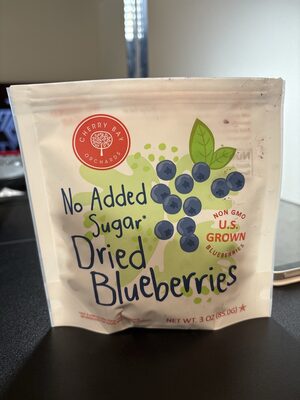 CHERRY BAY
ORCHARDS
No Added
Sugar*
Dried
Blueberries
NON GMO
U.S.
GROWN
BLUEBERRIES
NET WT. 3 OZ (85.0G)